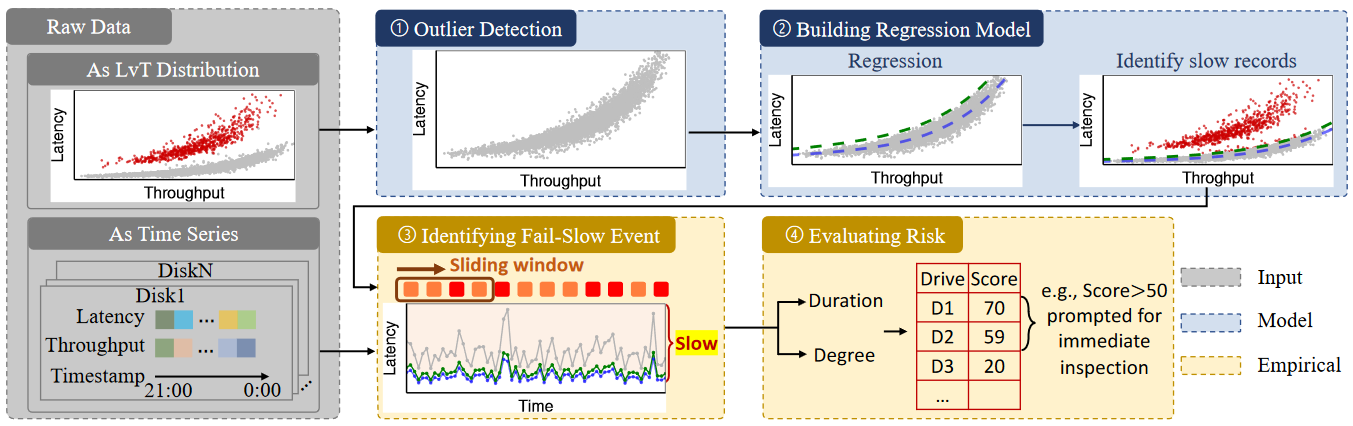 Raw Data
As LvT Distribution
Latency
Throughput
As Time Series
DiskN
Disk1
Latency
...
Throughput
...
Timestamp
21:00
0:00
...
① Outlier Detection
Latency
Throughput
② Building Regression Model
Regression
Latency
Throghput
Identify slow records
Latency
Throghput
③ Identifying Fail-Slow Event
Sliding window
Latency
Time
Slow
④ Evaluating Risk
Duration
Degree
Drive Score
D1 70
D2 59
D3 20
...
e.g., Score>50
prompted for
immediate
inspection
Input
Model
Empirical